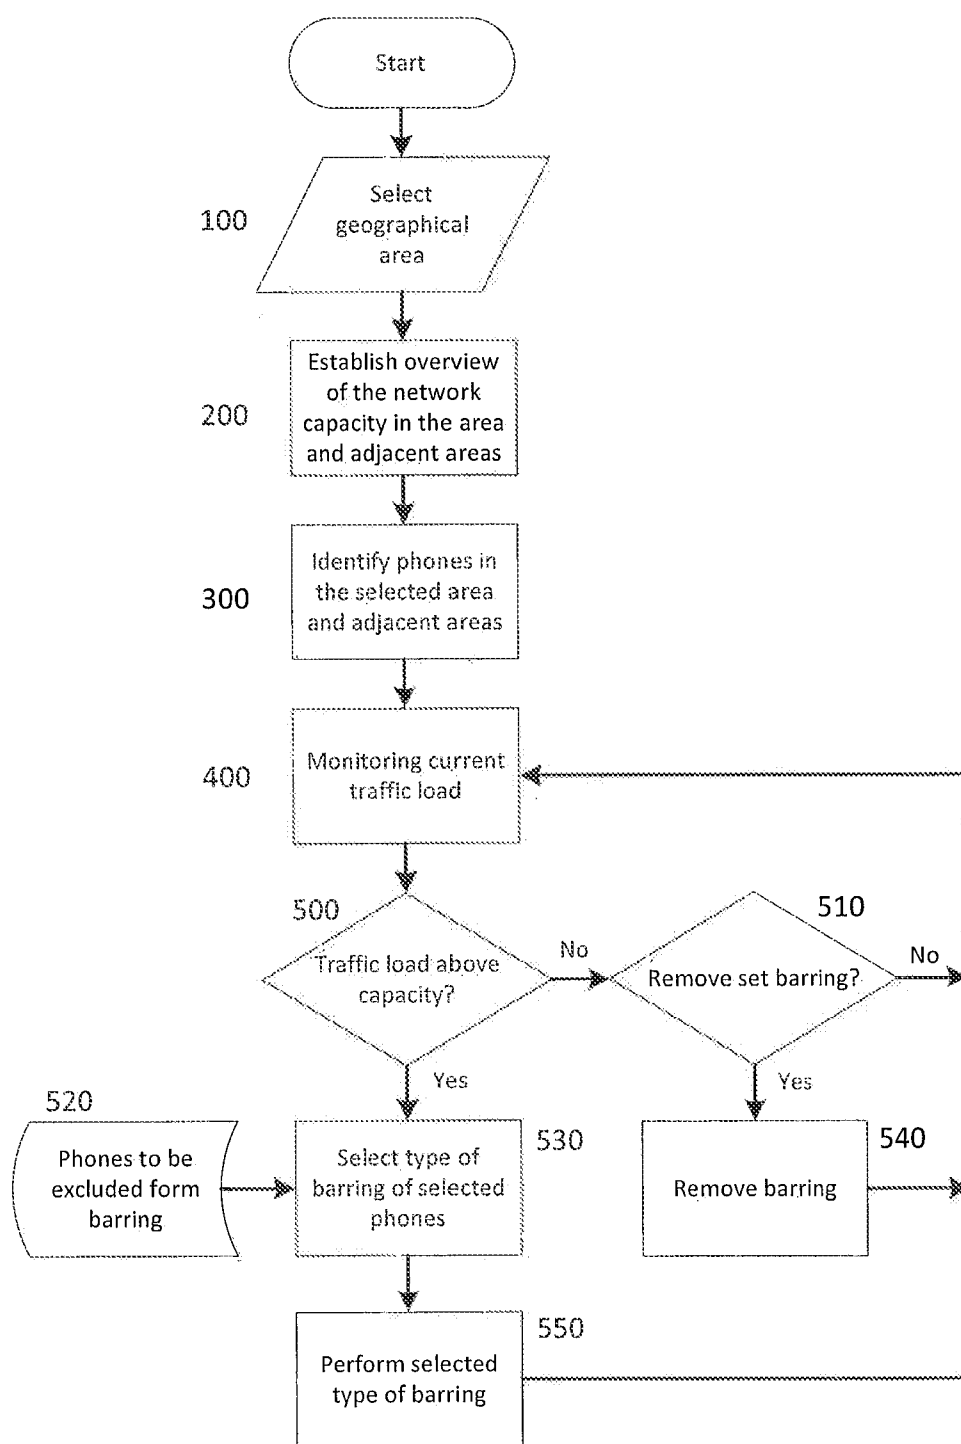 Start
100
Select
geographical
area
200
Establish overview
of the network
capacity in the area
and adjacent areas
300
Identify phones in
the selected area
and adjacent areas
400
Monitoring current
traffic load
500
Traffic load above
capacity?
No
510
Remove set barring?
No
Yes
Yes
520
Phones to be
excluded form
barring
530
Select type of
barring of selected
phones
540
Remove barring
550
Perform selected
type of barring